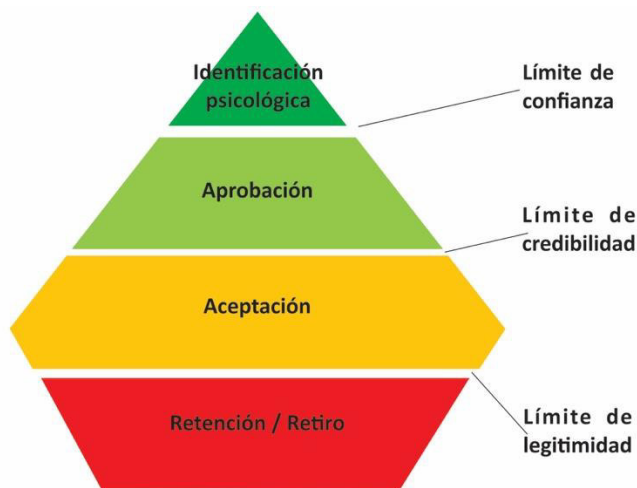 Identificación
psicológica
Límite de
confianza
Aprobación
Límite de
credibilidad
Aceptación
Retención / Retiro
Límite de
legitimidad